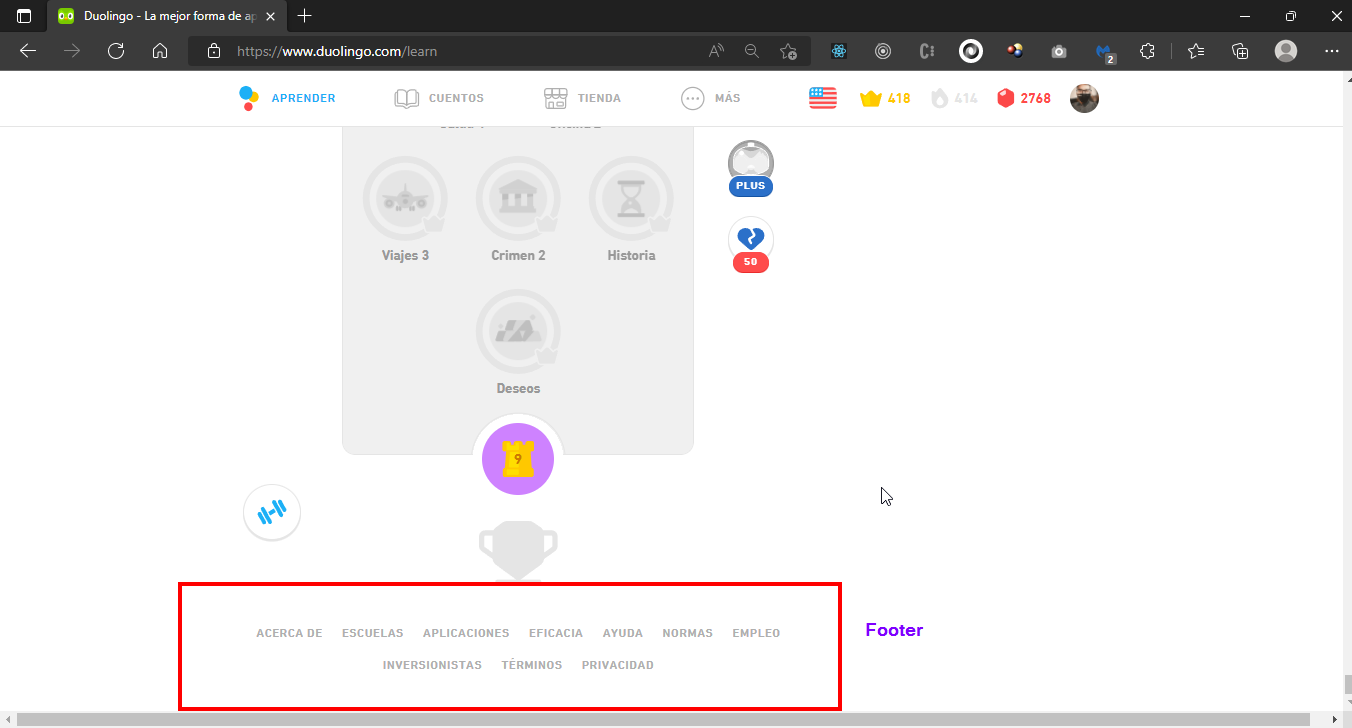 Duolingo - La mejor forma de ap
https://www.duolingo.com/learn
2
APRENDER CUENTOS TIENDA MÁS 418 414 2768
PLUS
Viajes 3 Crimen 2 Historia
50
Deseos
9
ACERCA DE ESCUELAS APLICACIONES EFICACIA AYUDA NORMAS EMPLEO
Footer
INVERSIONISTAS TÉRMINOS PRIVACIDAD